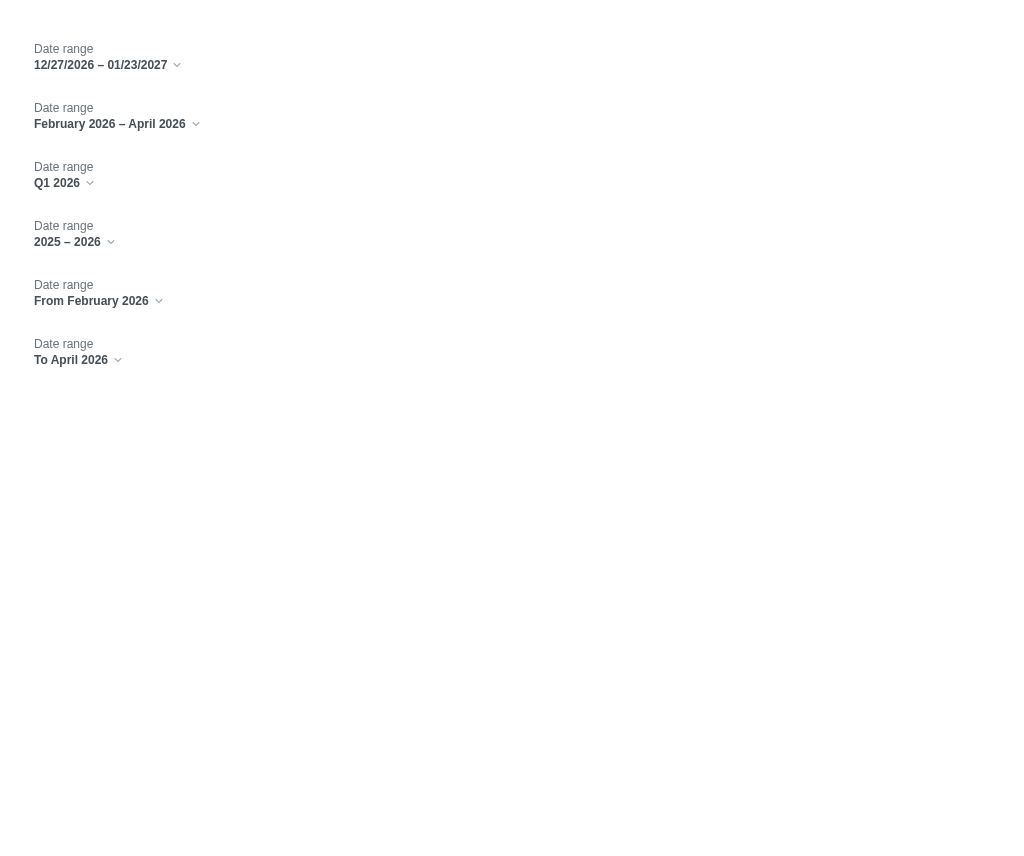 Date range
12/27/2026 – 01/23/2027
Date range
February 2026 – April 2026
Date range
Q1 2026
Date range
2025 – 2026
Date range
From February 2026
Date range
To April 2026